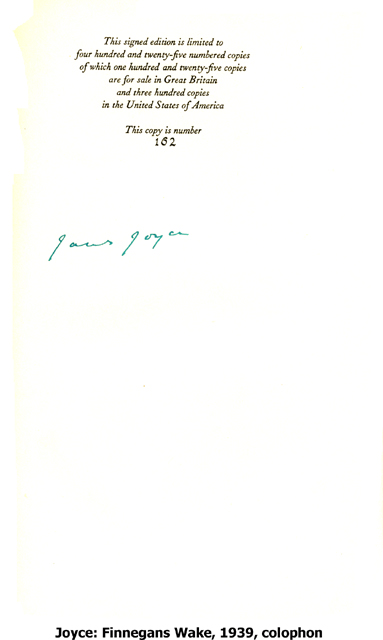 This signed edition is limited to
four hundred and twenty-five numbered copies
of which one hundred and twenty-five copies
are for sale in Great Britain
and three hundred copies
in the United States of America
This copy is number
162
James Joyce
Joyce: Finnegans Wake, 1939, colophon